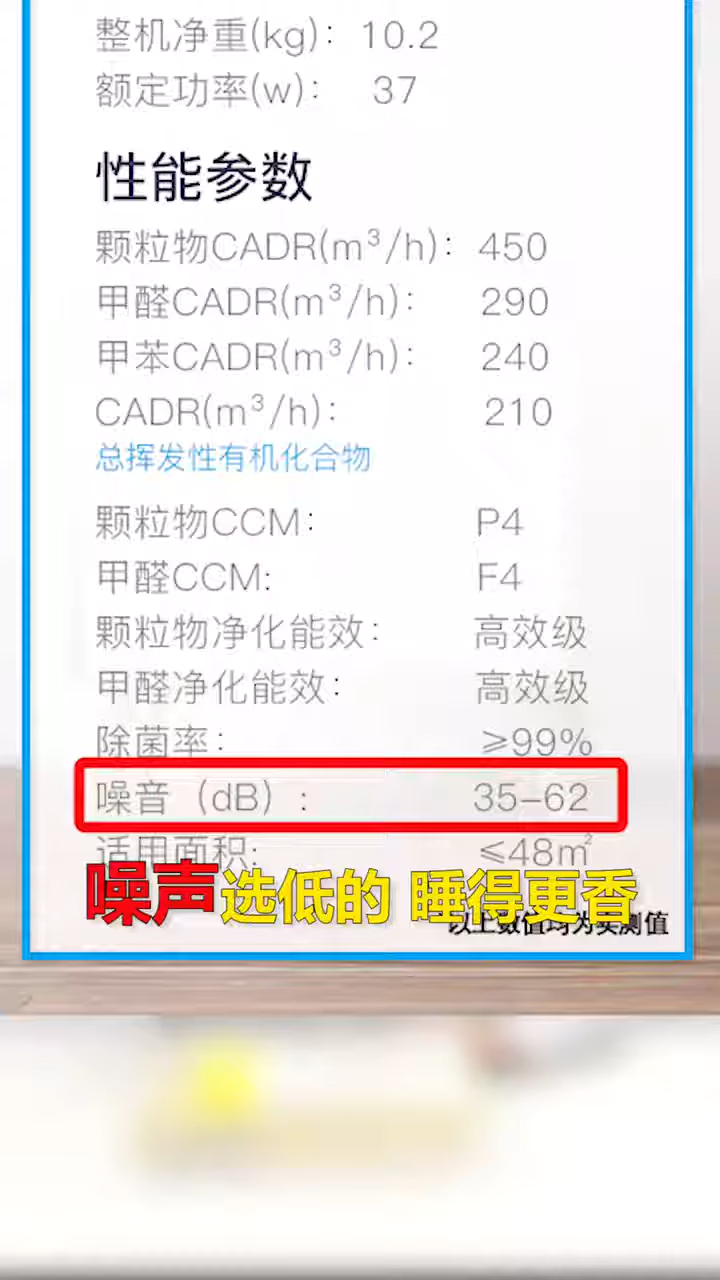 整机净重(kg): 10.2
额定功率(w): 37
性能参数
颗粒物CADR(m³/h): 450
甲醛CADR(m³/h): 290
甲苯CADR(m³/h): 240
CADR(m³/h): 210
总挥发性有机化合物
颗粒物CCM: P4
甲醛CCM: F4
颗粒物净化能效: 高效级
甲醛净化能效: 高效级
除菌率: ≥99%
噪音（dB）: 35-62
适用面积: ≤48㎡
噪声选低的 睡得更香
以上数值均为实测值